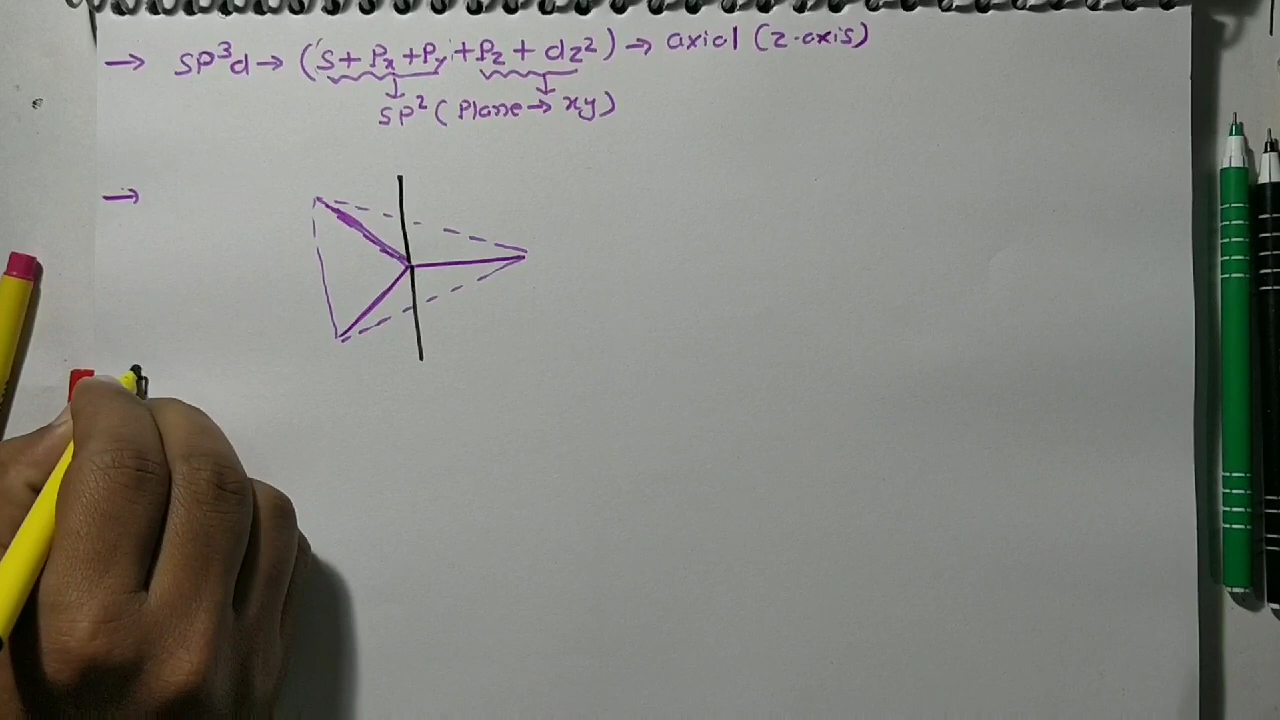 → SP³d → (s + Px + Py + Pz + dz²) → axial (z-axis)
↓ ↓
SP² (Plane → xy)
→